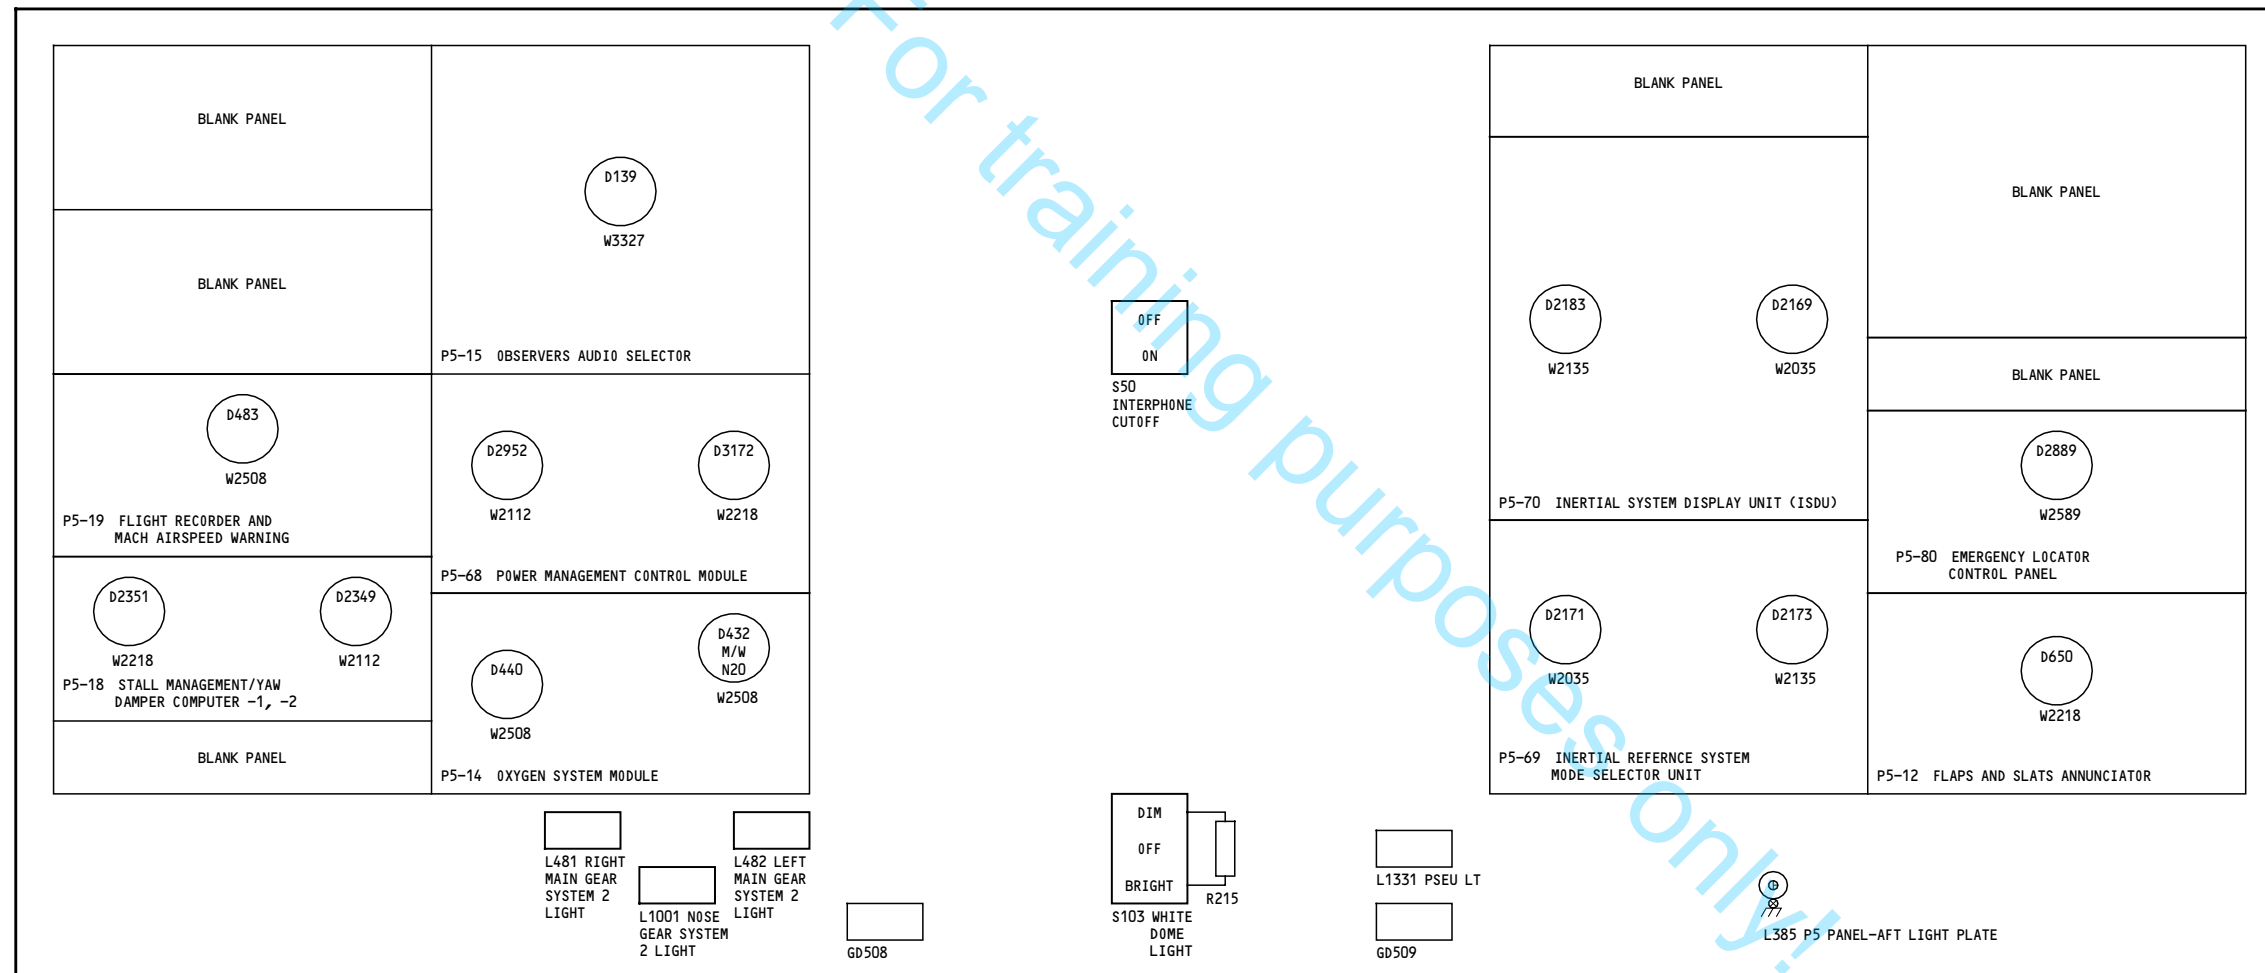 BLANK PANEL
BLANK PANEL
D483
W2508
P5-19 FLIGHT RECORDER AND
MACH AIRSPEED WARNING
D2351
D2349
W2218
W2112
P5-18 STALL MANAGEMENT/YAW
DAMPER COMPUTER -1, -2
BLANK PANEL
D139
W3327
P5-15 OBSERVERS AUDIO SELECTOR
D2952
D3172
W2112
W2218
P5-68 POWER MANAGEMENT CONTROL MODULE
D440
W2508
D432
M/W
N20
W2508
P5-14 OXYGEN SYSTEM MODULE
L481 RIGHT
MAIN GEAR
SYSTEM 2
LIGHT
L1001 NOSE
GEAR SYSTEM
2 LIGHT
L482 LEFT
MAIN GEAR
SYSTEM 2
LIGHT
GD508
OFF
ON
S50
INTERPHONE
CUTOFF
DIM
OFF
BRIGHT
R215
S103 WHITE
DOME
LIGHT
L1331 PSEU LT
GD509
BLANK PANEL
D2183
D2169
W2135
W2035
P5-70 INERTIAL SYSTEM DISPLAY UNIT (ISDU)
D2171
D2173
W2035
W2135
P5-69 INERTIAL REFERNCE SYSTEM
MODE SELECTOR UNIT
BLANK PANEL
BLANK PANEL
D2889
W2589
P5-80 EMERGENCY LOCATOR
CONTROL PANEL
D650
W2218
P5-12 FLAPS AND SLATS ANNUNCIATOR
L385 P5 PANEL-AFT LIGHT PLATE
For training purposes only!